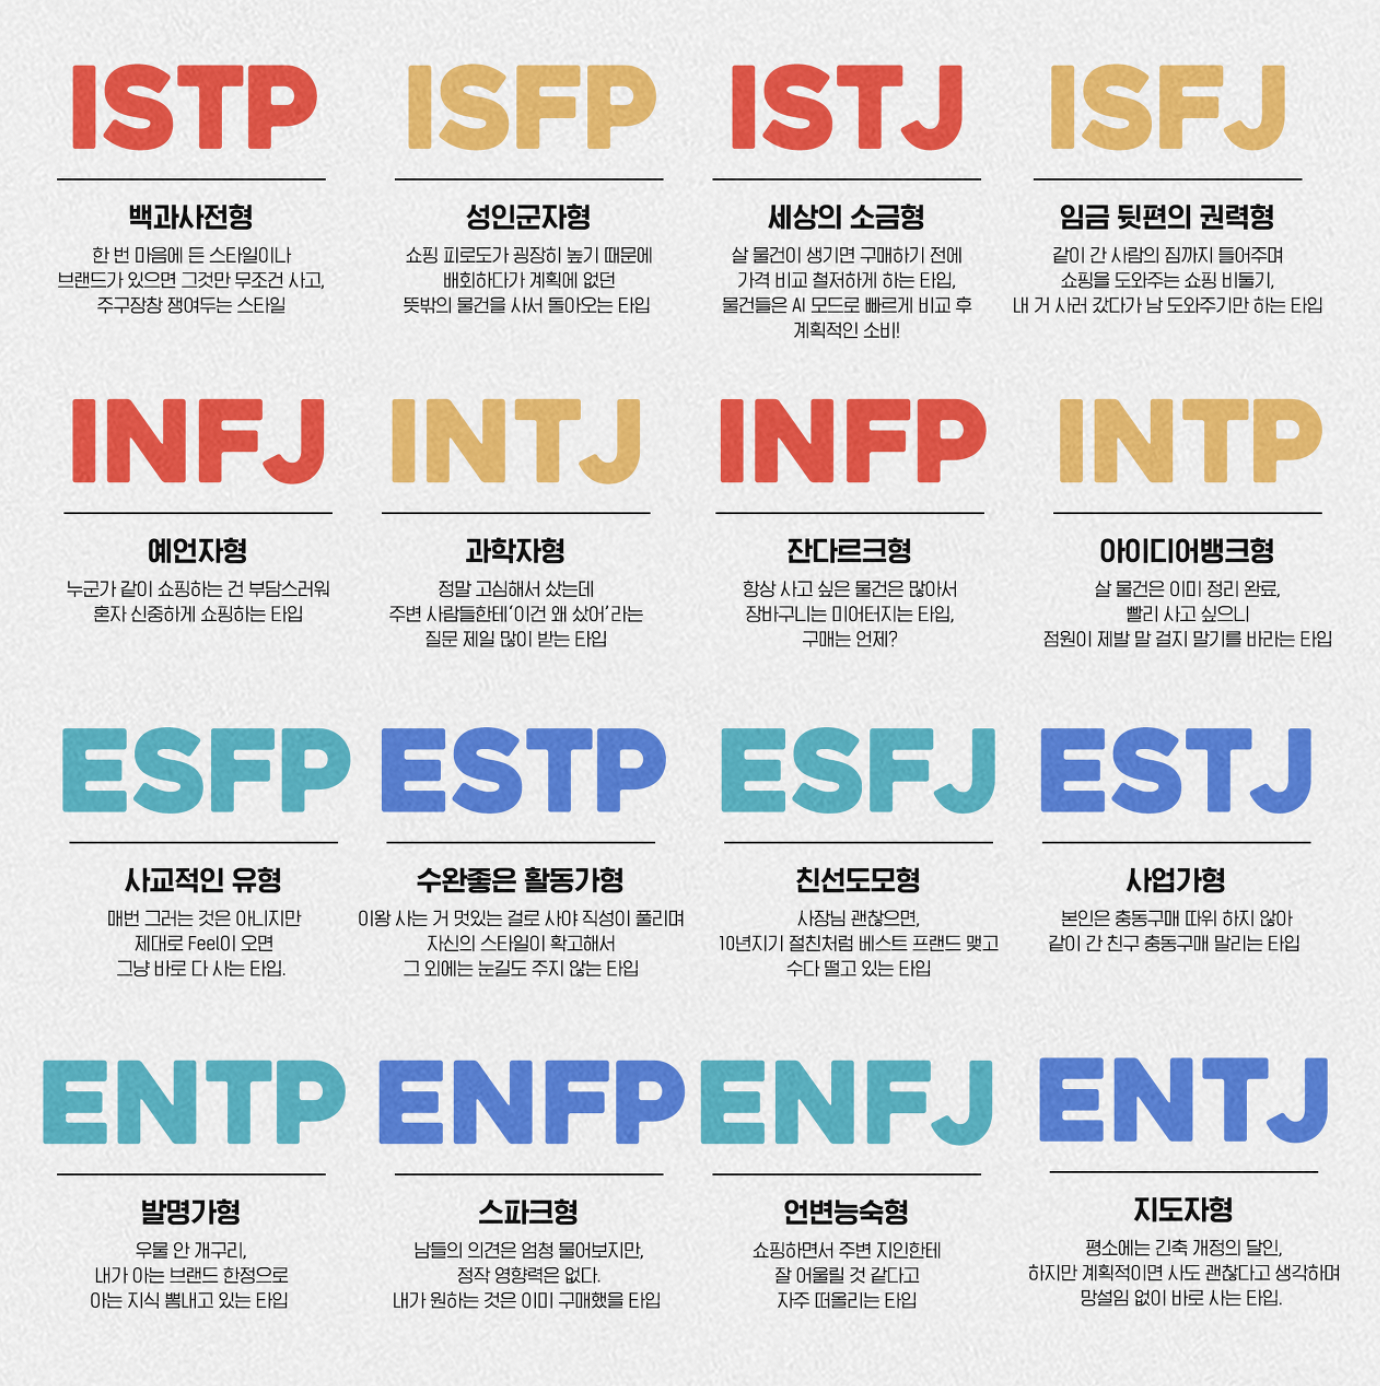 ISTP
백과사전형
한 번 마음에 든 스타일이나
브랜드가 있으면 그것만 무조건 사고,
주구장창 쟁여두는 스타일
ISFP
성인군자형
쇼핑 피로도가 굉장히 높기 때문에
배회하다가 계획에 없던
뜻밖의 물건을 사서 돌아오는 타입
ISTJ
세상의 소금형
살 물건이 생기면 구매하기 전에
가격 비교 철저하게 하는 타입,
물건들은 AI 모드로 빠르게 비교 후
계획적인 소비!
ISFJ
임금 뒷편의 권력형
같이 간 사람의 짐까지 들어주며
쇼핑을 도와주는 쇼핑 비둘기,
내 거 사러 갔다가 남 도와주기만 하는 타입
INFJ
예언자형
누군가 같이 쇼핑하는 건 부담스러워
혼자 신중하게 쇼핑하는 타입
INTJ
과학자형
정말 고심해서 샀는데
주변 사람들한테 '이건 왜 샀어' 라는
질문 제일 많이 받는 타입
INFP
잔다르크형
항상 사고 싶은 물건은 많아서
장바구니는 미어터지는 타입,
구매는 언제?
INTP
아이디어뱅크형
살 물건은 이미 정리 완료,
빨리 사고 싶으니
점원이 제발 말 걸지 말기를 바라는 타입
ESFP
사교적인 유형
매번 그러는 것은 아니지만
제대로 Feel이 오면
그냥 바로 다 사는 타입.
ESTP
수완좋은 활동가형
이왕 사는 거 멋있는 걸로 사야 직성이 풀리며
자신의 스타일이 확고해서
그 외에는 눈길도 주지 않는 타입
ESFJ
친선도모형
사장님 괜찮으면,
10년지기 절친처럼 베스트 프랜드 맺고
수다 떨고 있는 타입
ESTJ
사업가형
본인은 충동구매 따위 하지 않아
같이 간 친구 충동구매 말리는 타입
ENTP
발명가형
우물 안 개구리,
내가 아는 브랜드 한정으로
아는 지식 뽐내고 있는 타입
ENFP
스파크형
남들의 의견은 엄청 물어보지만,
정작 영향력은 없다.
내가 원하는 것은 이미 구매했을 타입
ENFJ
언변능숙형
쇼핑하면서 주변 지인한테
잘 어울릴 것 같다고
자주 떠올리는 타입
ENTJ
지도자형
평소에는 긴축 개정의 달인,
하지만 계획적이면 사도 괜찮다고 생각하며
망설임 없이 바로 사는 타입.